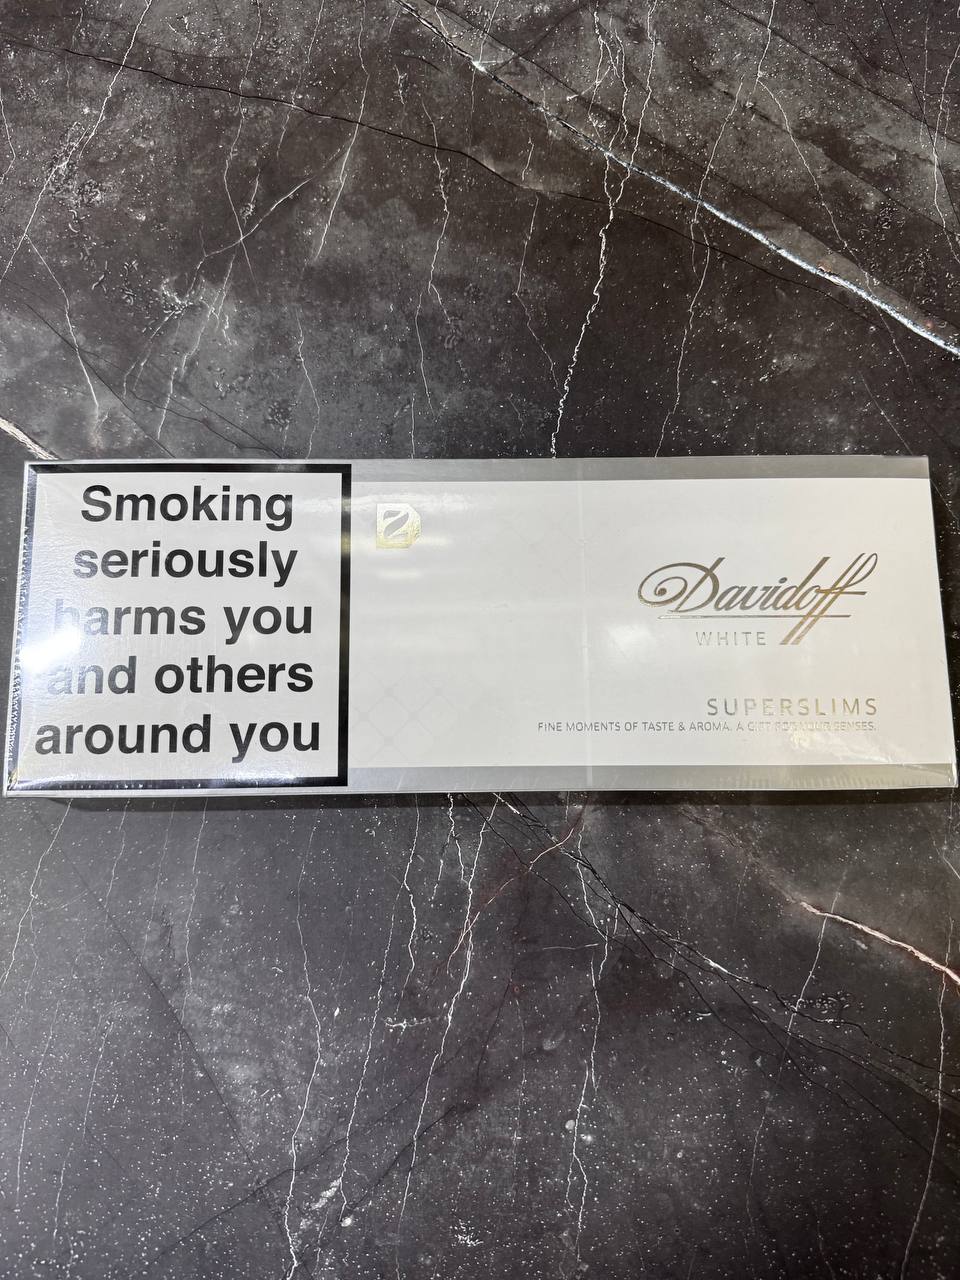 Smoking
seriously
harms you
and others
around you
Davidoff
WHITE
SUPERSLIMS
FINE MOMENTS OF TASTE & AROMA. A GIFT FOR YOUR SENSES.